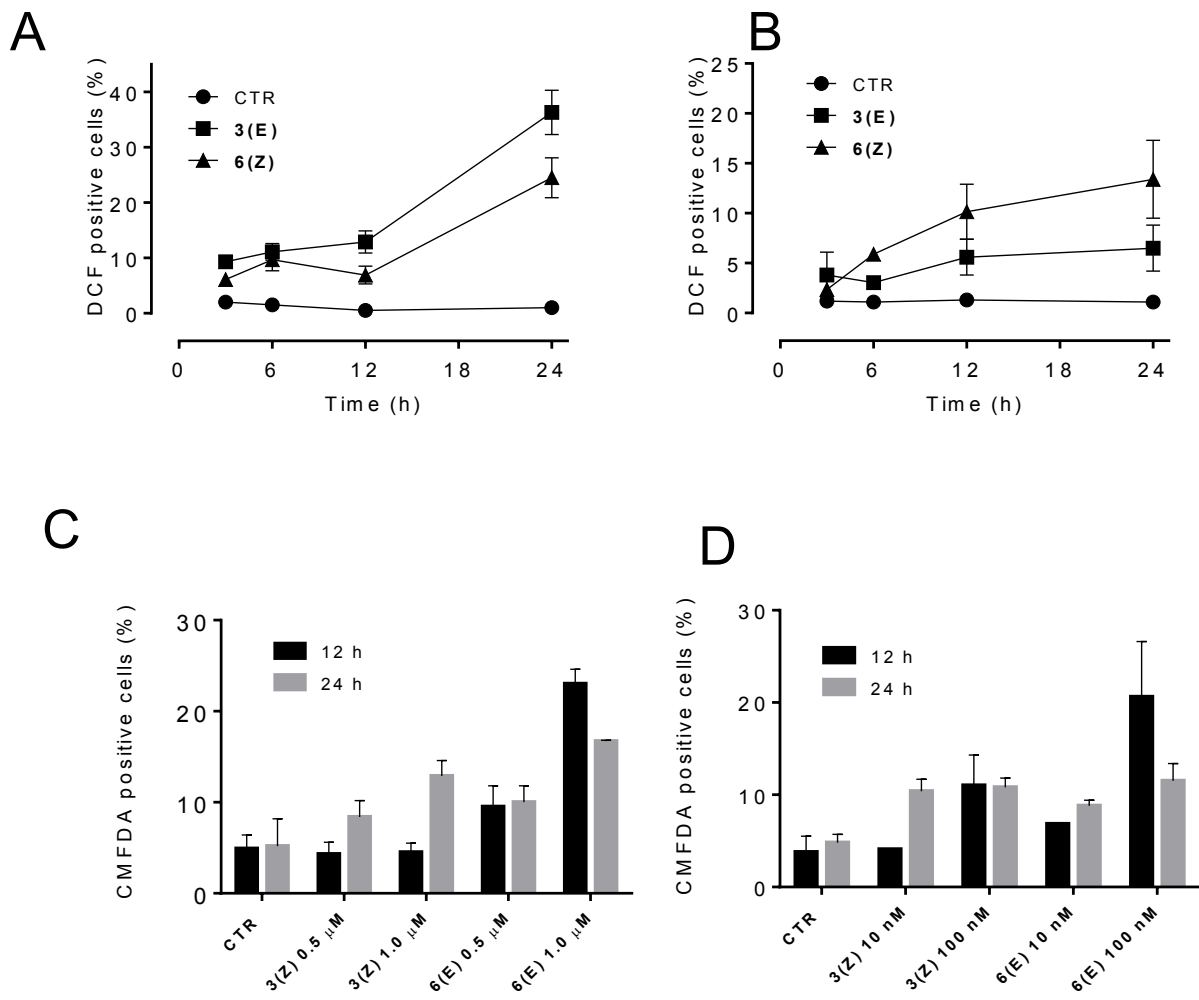 A
DCF positive cells (%)
40
30
20
10
0
CTR
3(E)
6(Z)
0 6 12 18 24
Time (h)
B
DCF positive cells (%)
25
20
15
10
5
0
CTR
3(E)
6(Z)
0 6 12 18 24
Time (h)
C
CMFDA positive cells (%)
30
20
10
0
12 h
24 h
CTR
3(Z) 0.5 μM
3(Z) 1.0 μM
6(E) 0.5 μM
6(E) 1.0 μM
D
CMFDA positive cells (%)
30
20
10
0
12 h
24 h
CTR
3(Z) 10 nM
3(Z) 100 nM
6(E) 10 nM
6(E) 100 nM